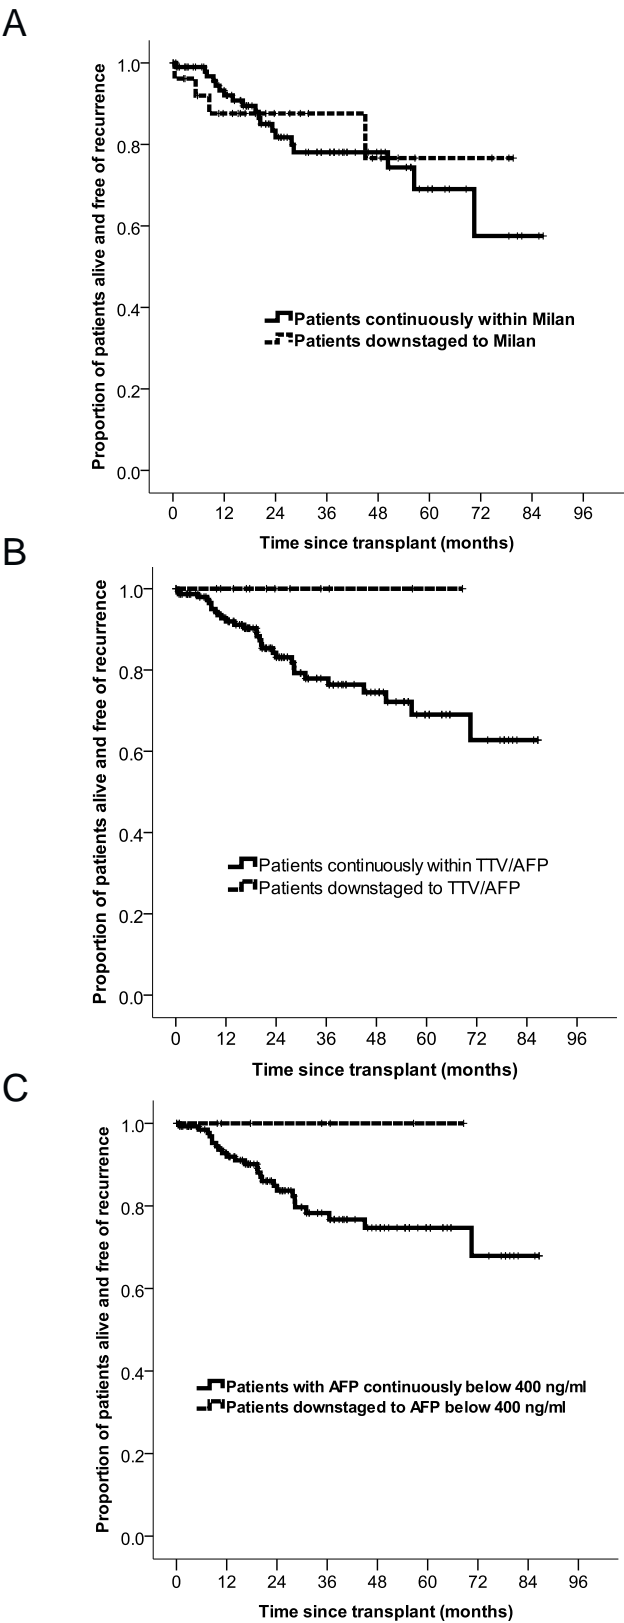 A
Proportion of patients alive and free of recurrence
1.0
0.8
0.6
0.4
0.2
0.0
Patients continuously within Milan
Patients downstaged to Milan
0 12 24 36 48 60 72 84 96
Time since transplant (months)
B
Proportion of patients alive and free of recurrence
1.0
0.8
0.6
0.4
0.2
0.0
Patients continuously within TTV/AFP
Patients downstaged to TTV/AFP
0 12 24 36 48 60 72 84 96
Time since transplant (months)
C
Proportion of patients alive and free of recurrence
1.0
0.8
0.6
0.4
0.2
0.0
Patients with AFP continuously below 400 ng/ml
Patients downstaged to AFP below 400 ng/ml
0 12 24 36 48 60 72 84 96
Time since transplant (months)